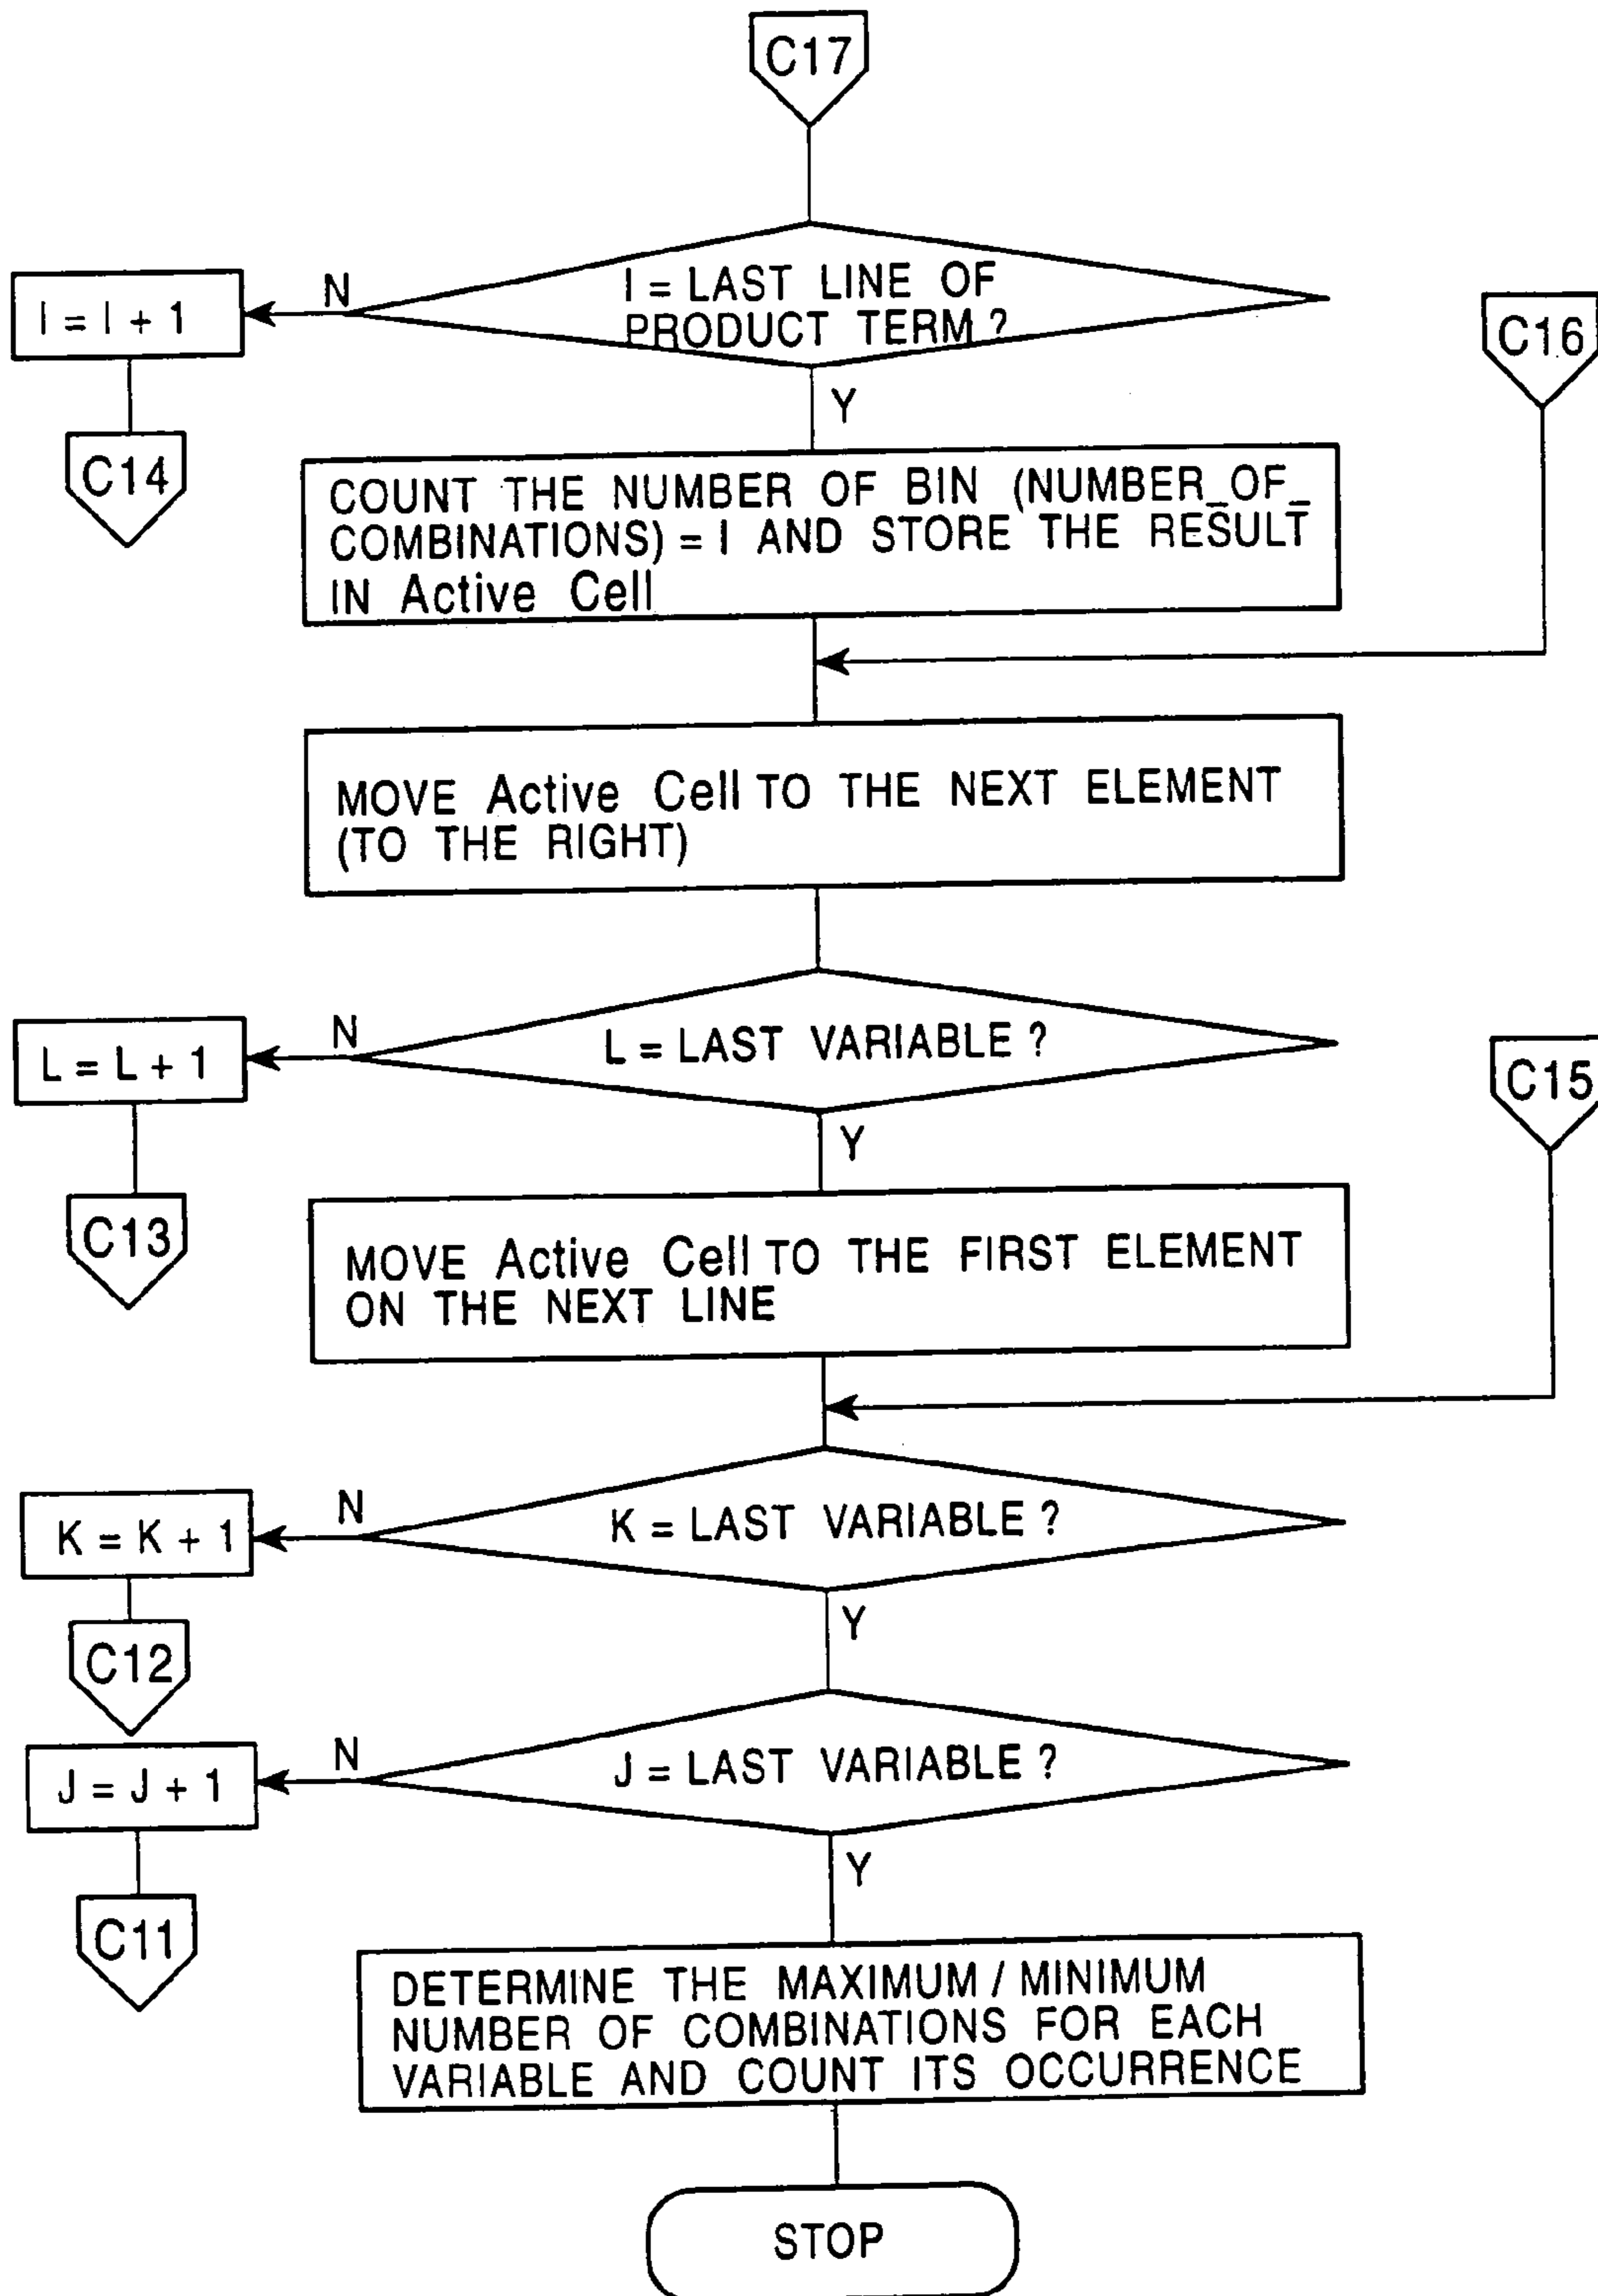 C17
I = LAST LINE OF
PRODUCT TERM ?
N
I = I + 1
C14
C16
Y
COUNT THE NUMBER OF BIN (NUMBER_OF_
COMBINATIONS) = I AND STORE THE RESULT
IN Active Cell
MOVE Active Cell TO THE NEXT ELEMENT
(TO THE RIGHT)
L = LAST VARIABLE ?
N
L = L + 1
C13
C15
Y
MOVE Active Cell TO THE FIRST ELEMENT
ON THE NEXT LINE
K = LAST VARIABLE ?
N
K = K + 1
C12
Y
J = LAST VARIABLE ?
N
J = J + 1
C11
Y
DETERMINE THE MAXIMUM / MINIMUM
NUMBER OF COMBINATIONS FOR EACH
VARIABLE AND COUNT ITS OCCURRENCE
STOP